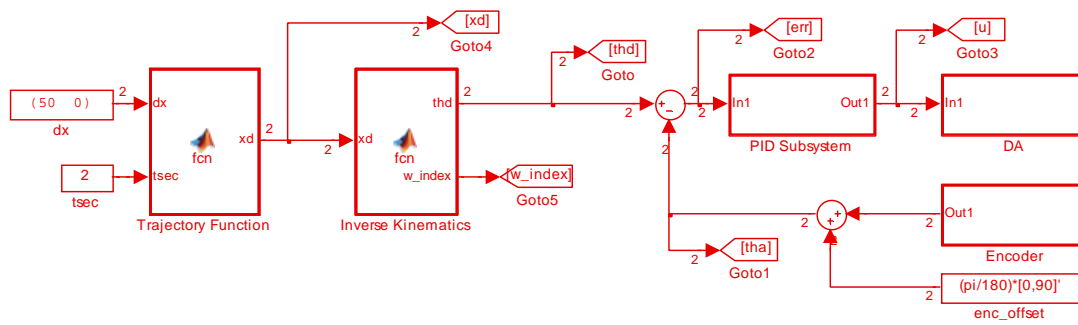 [xd]
2
Goto4
[thd]
2
Goto
[err]
2
Goto2
[u]
2
Goto3
(50 0)
2
dx
dx
fcn
xd
2
2
xd
fcn
thd
2
w_index
[w_index]
Goto5
2
+
−
2
2
2
In1
Out1
2
2
In1
PID Subsystem
DA
2
2
tsec
tsec
Trajectory Function
Inverse Kinematics
2
+
+
2
2
2
Out1
Encoder
[tha]
2
Goto1
2
(pi/180)*[0,90]'
enc_offset